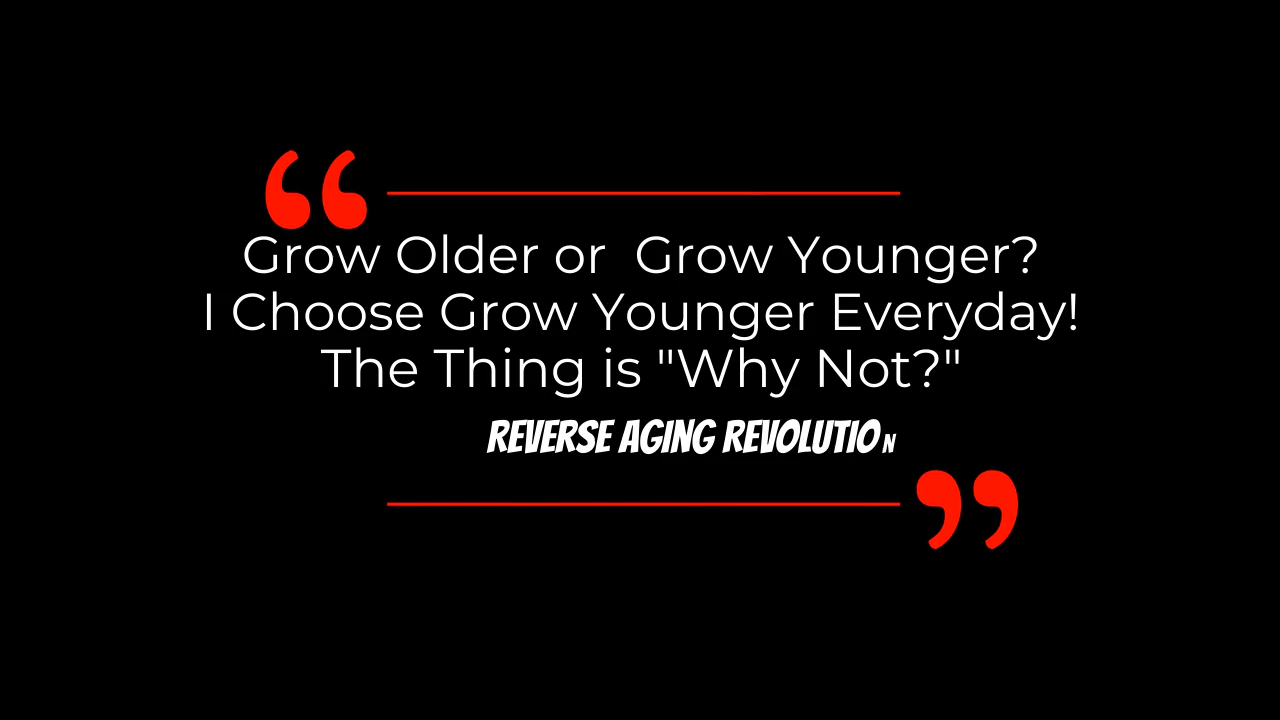 Grow Older or  Grow Younger?
I Choose Grow Younger Everyday!
The Thing is "Why Not?"
REVERSE AGING REVOLUTION